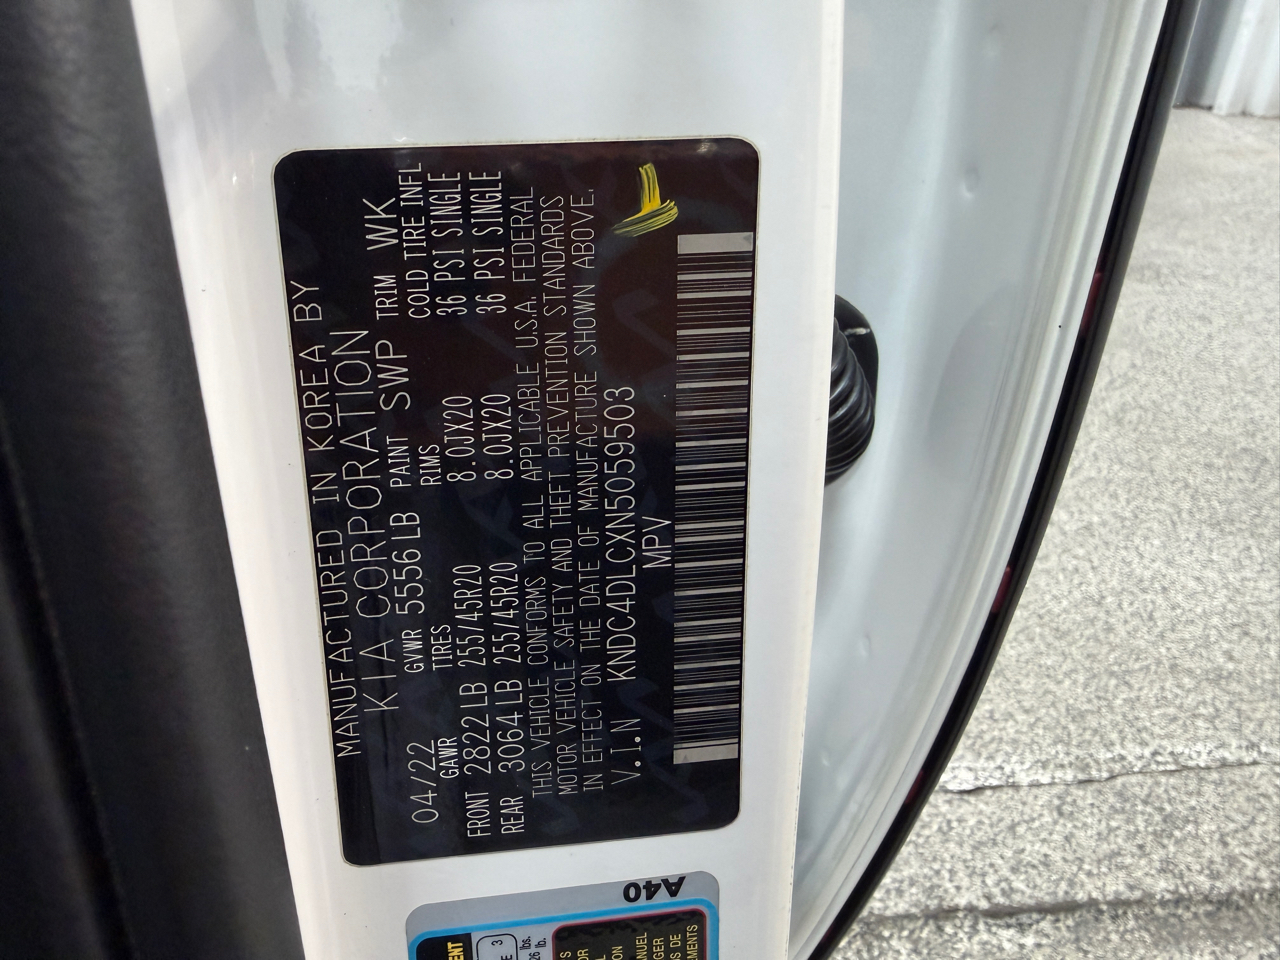 MANUFACTURED IN KOREA BY
KIA CORPORATION
04/22 GVWR 5556 LB PAINT SWP TRIM WK
GAWR TIRES RIMS COLD TIRE INFL
FRONT 2822 LB 255/45R20 8.0JX20 36 PSI SINGLE
REAR 3064 LB 255/45R20 8.0JX20 36 PSI SINGLE
THIS VEHICLE CONFORMS TO ALL APPLICABLE U.S.A. FEDERAL
MOTOR VEHICLE SAFETY AND THEFT PREVENTION STANDARDS
IN EFFECT ON THE DATE OF MANUFACTURE SHOWN ABOVE.
V.I.N KNDC4DLCXN5059503
MPV
A40
3
lbs.
lb.